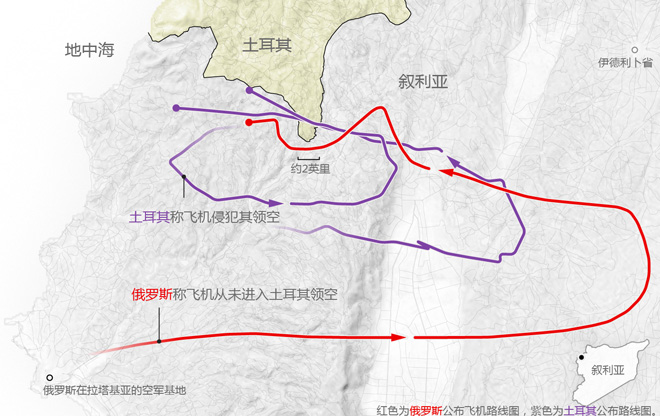 地中海
土耳其
叙利亚
伊德利卜省
约2英里
土耳其称飞机侵犯其领空
俄罗斯称飞机从未进入土耳其领空
叙利亚
俄罗斯在拉塔基亚的空军基地
红色为俄罗斯公布飞机路线图，紫色为土耳其公布路线图。